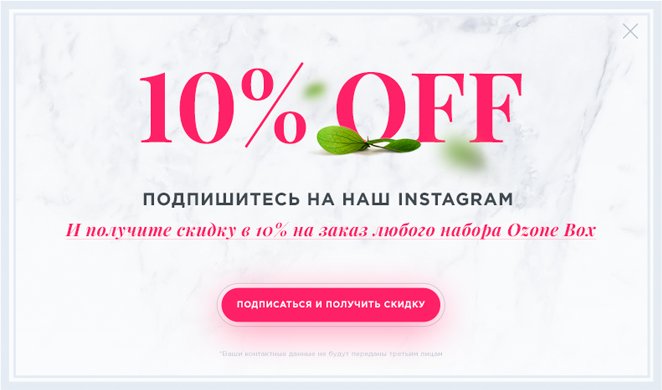 10% OFF
ПОДПИШИТЕСЬ НА НАШ INSTAGRAM
И получите скидку в 10% на заказ любого набора Ozone Box
ПОДПИСАТЬСЯ И ПОЛУЧИТЬ СКИДКУ
*Ваши контактные данные не будут переданы третьим лицам